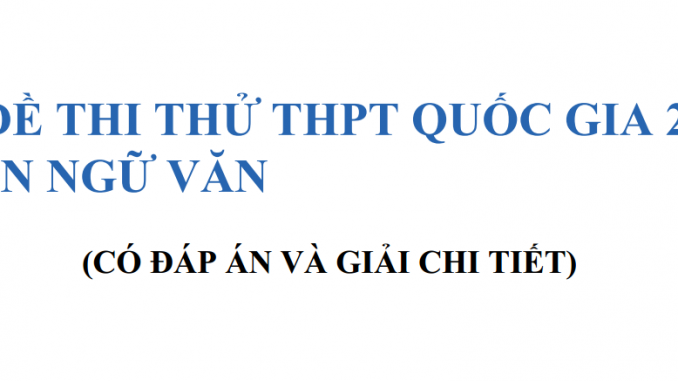 ĐỀ THI THỬ THPT QUỐC GIA 2
N NGỮ VĂN
(CÓ ĐÁP ÁN VÀ GIẢI CHI TIẾT)